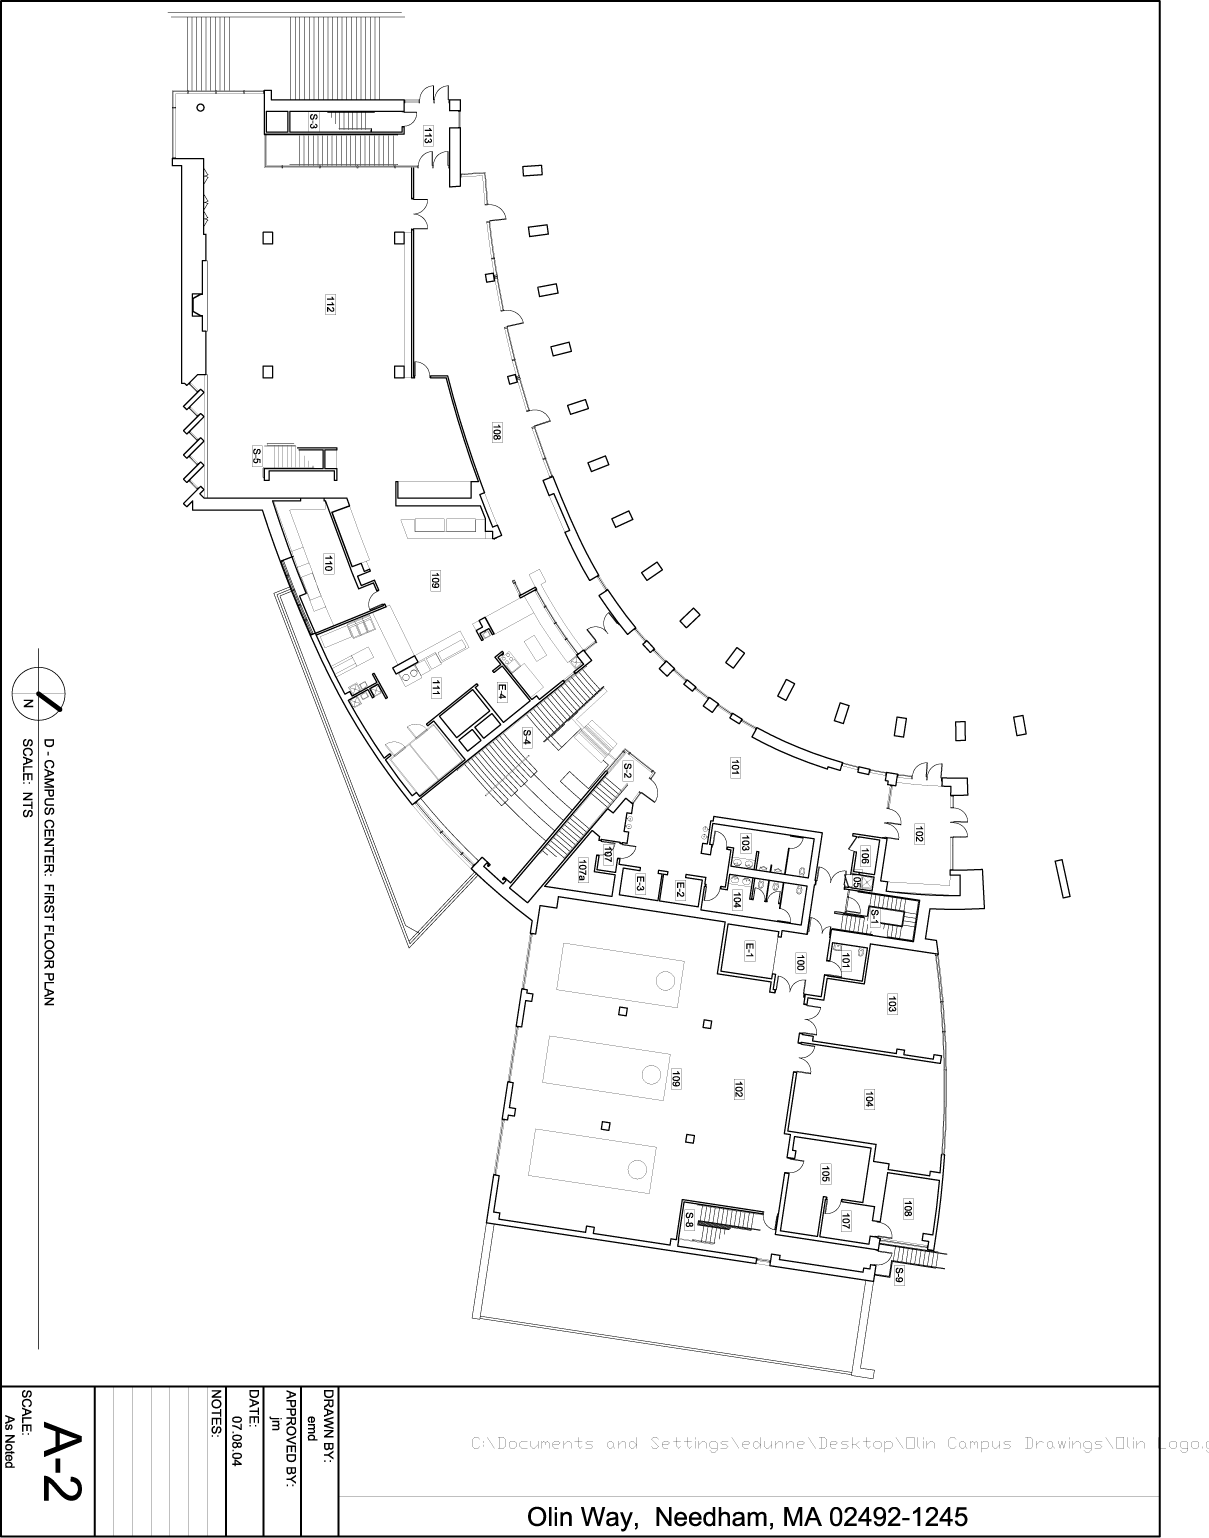 S-3
113
112
108
S-5
110
109
111
E-4
S-4
S-2
101
102
103
106
05
107
107a
E-3
E-2
104
S-1
E-1
100
101
103
109
102
104
105
108
107
S-8
S-9
N
D - CAMPUS CENTER: FIRST FLOOR PLAN
SCALE: NTS
DRAWN BY:
emd
APPROVED BY:
jm
DATE:
07.08.04
NOTES:
A-2
SCALE:
As Noted
C:\Documents and Settings\edunne\Desktop\Olin Campus Drawings\Olin Logo.g
Olin Way, Needham, MA 02492-1245